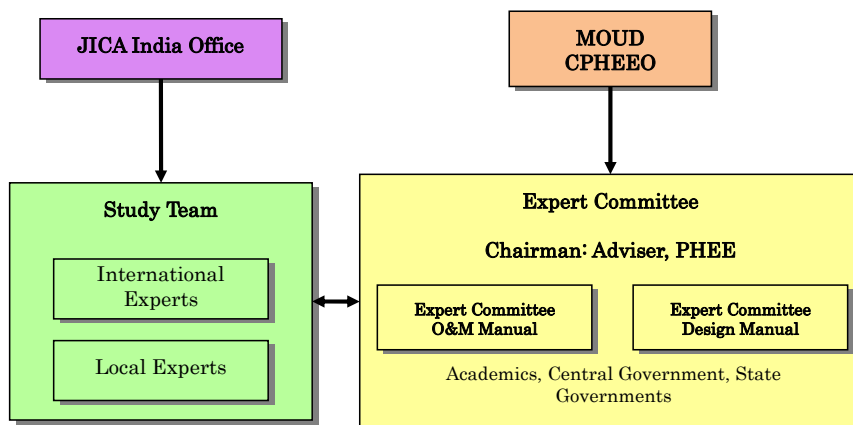 JICA India Office
MOUD
CPHEEO
Study Team
International
Experts
Local Experts
Expert Committee
Chairman: Adviser, PHEE
Expert Committee
O&M Manual
Expert Committee
Design Manual
Academics, Central Government, State
Governments